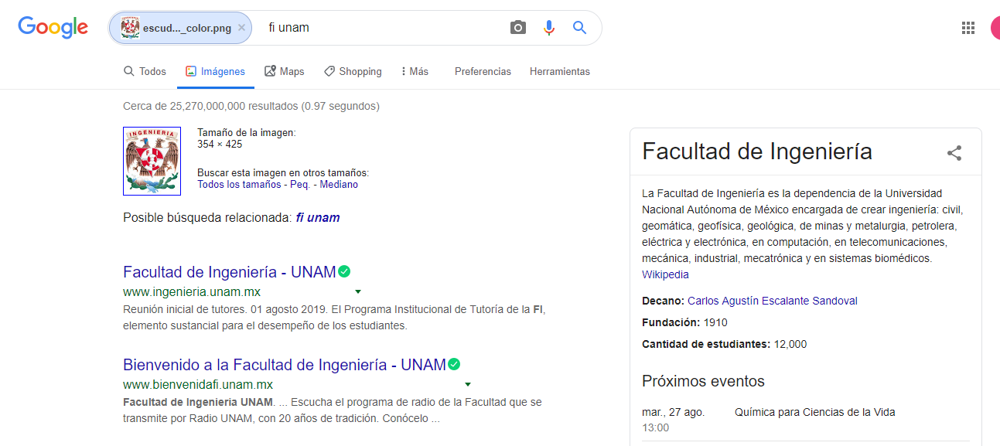 Google
escud..._color.png ×
fi unam
Todos
Imágenes
Maps
Shopping
Más
Preferencias
Herramientas
Cerca de 25,270,000,000 resultados (0.97 segundos)
INGENIERIA
Tamaño de la imagen:
354 × 425
Buscar esta imagen en otros tamaños:
Todos los tamaños - Peq. - Mediano
Posible búsqueda relacionada: fi unam
Facultad de Ingeniería - UNAM
www.ingenieria.unam.mx
Reunión inicial de tutores. 01 agosto 2019. El Programa Institucional de Tutoría de la FI,
elemento sustancial para el desempeño de los estudiantes.
Bienvenido a la Facultad de Ingeniería - UNAM
www.bienvenidafi.unam.mx
Facultad de Ingenieria UNAM. ... Escucha el programa de radio de la Facultad que se
transmite por Radio UNAM, con 20 años de tradición. Conócelo ...
Facultad de Ingeniería
La Facultad de Ingeniería es la dependencia de la Universidad
Nacional Autónoma de México encargada de crear ingeniería: civil,
geomática, geofísica, geológica, de minas y metalurgia, petrolera,
eléctrica y electrónica, en computación, en telecomunicaciones,
mecánica, industrial, mecatrónica y en sistemas biomédicos.
Wikipedia
Decano: Carlos Agustín Escalante Sandoval
Fundación: 1910
Cantidad de estudiantes: 12,000
Próximos eventos
mar., 27 ago.
Química para Ciencias de la Vida
13:00